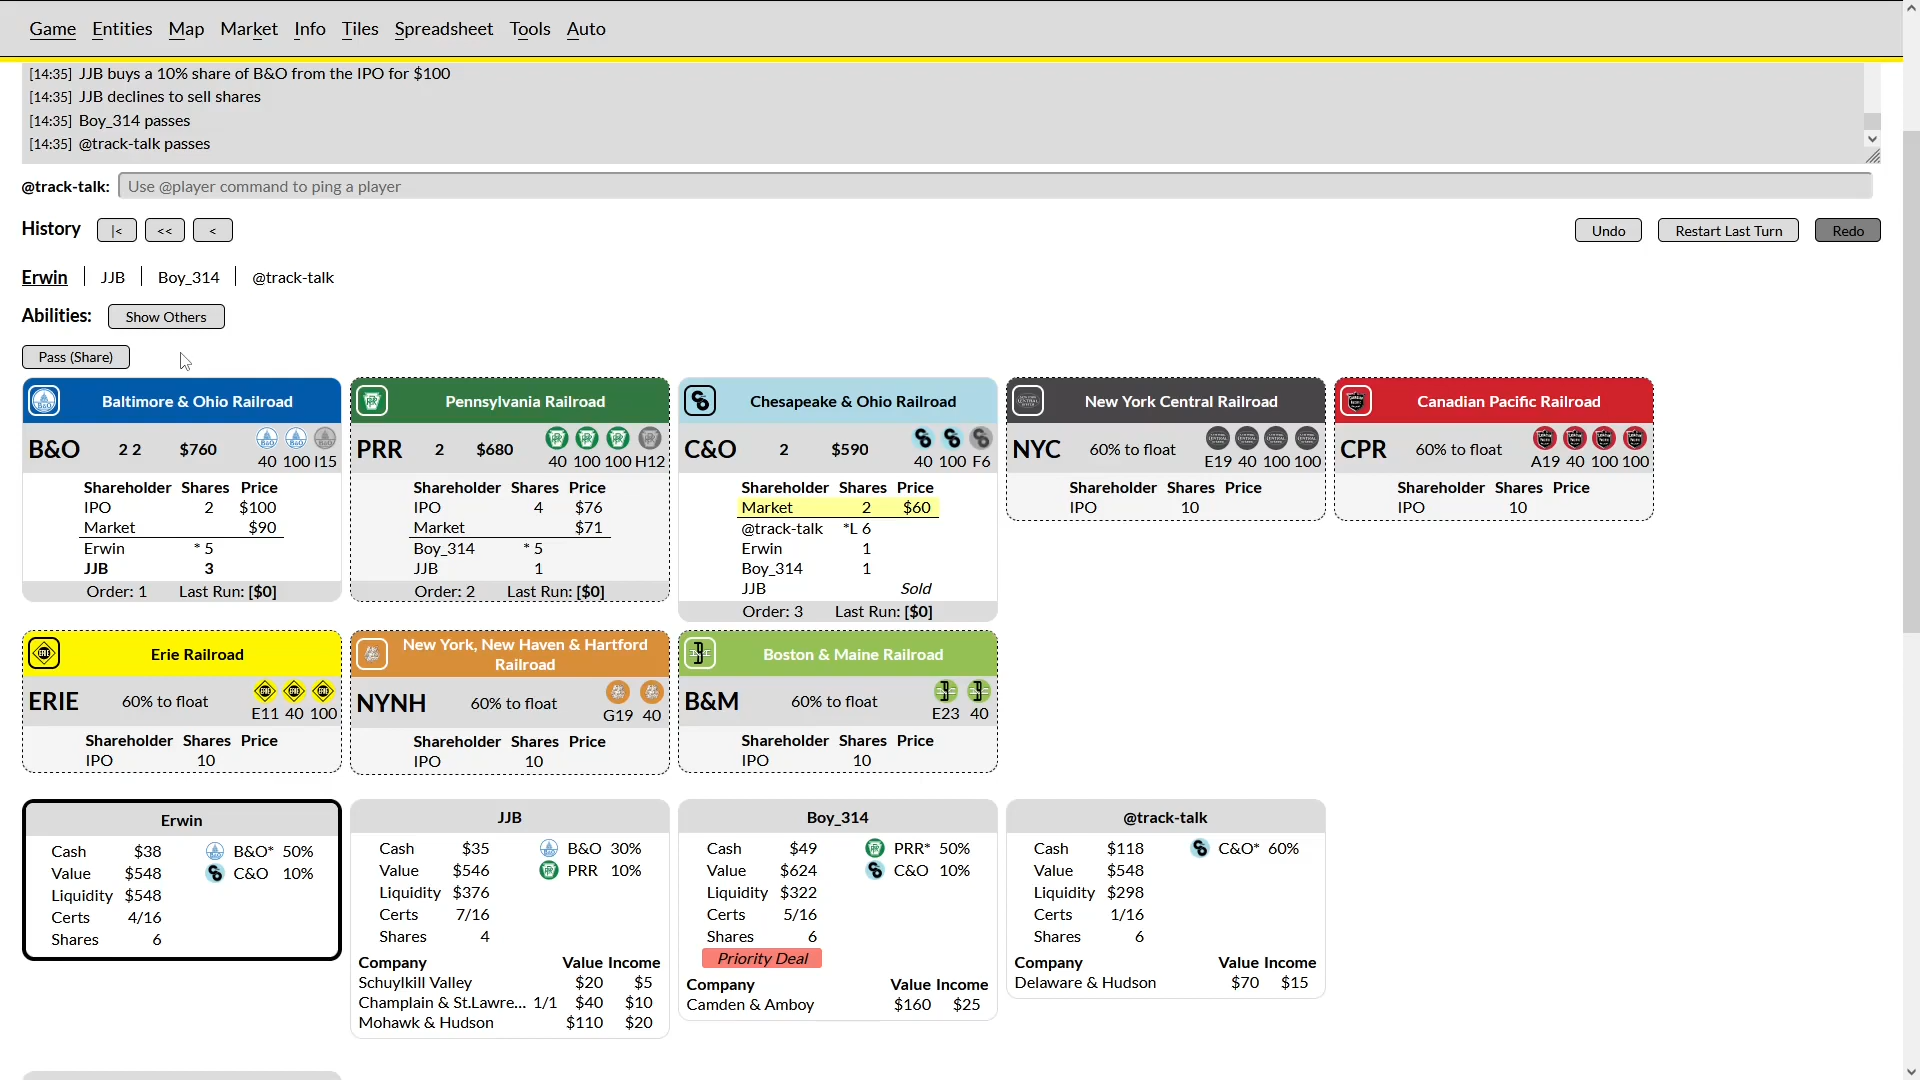 Game Entities Map Market Info Tiles Spreadsheet Tools Auto
[14:35] JJB buys a 10% share of B&O from the IPO for $100
[14:35] JJB declines to sell shares
[14:35] Boy_314 passes
[14:35] @track-talk passes
@track-talk: Use @player command to ping a player
History |< << < Undo Restart Last Turn Redo
Erwin JJB Boy_314 @track-talk
Abilities: Show Others
Pass (Share)
Baltimore & Ohio Railroad
B&O 2 2 $760 40 100 I15
Shareholder Shares Price
IPO 2 $100
Market $90
Erwin * 5
JJB 3
Order: 1 Last Run: [$0]
Pennsylvania Railroad
PRR 2 $680 40 100 100 H12
Shareholder Shares Price
IPO 4 $76
Market $71
Boy_314 * 5
JJB 1
Order: 2 Last Run: [$0]
Chesapeake & Ohio Railroad
C&O 2 $590 40 100 F6
Shareholder Shares Price
Market 2 $60
@track-talk *L 6
Erwin 1
Boy_314 1
JJB Sold
Order: 3 Last Run: [$0]
New York Central Railroad
NYC 60% to float E19 40 100 100
Shareholder Shares Price
IPO 10
Canadian Pacific Railroad
CPR 60% to float A19 40 100 100
Shareholder Shares Price
IPO 10
Erie Railroad
ERIE 60% to float E11 40 100
Shareholder Shares Price
IPO 10
New York, New Haven & Hartford
Railroad
NYNH 60% to float G19 40
Shareholder Shares Price
IPO 10
Boston & Maine Railroad
B&M 60% to float E23 40
Shareholder Shares Price
IPO 10
Erwin
Cash $38 B&O* 50%
Value $548 C&O 10%
Liquidity $548
Certs 4/16
Shares 6
JJB
Cash $35 B&O 30%
Value $546 PRR 10%
Liquidity $376
Certs 7/16
Shares 4
Company Value Income
Schuylkill Valley $20 $5
Champlain & St.Lawre... 1/1 $40 $10
Mohawk & Hudson $110 $20
Boy_314
Cash $49 PRR* 50%
Value $624 C&O 10%
Liquidity $322
Certs 5/16
Shares 6
Priority Deal
Company Value Income
Camden & Amboy $160 $25
@track-talk
Cash $118 C&O* 60%
Value $548
Liquidity $298
Certs 1/16
Shares 6
Company Value Income
Delaware & Hudson $70 $15